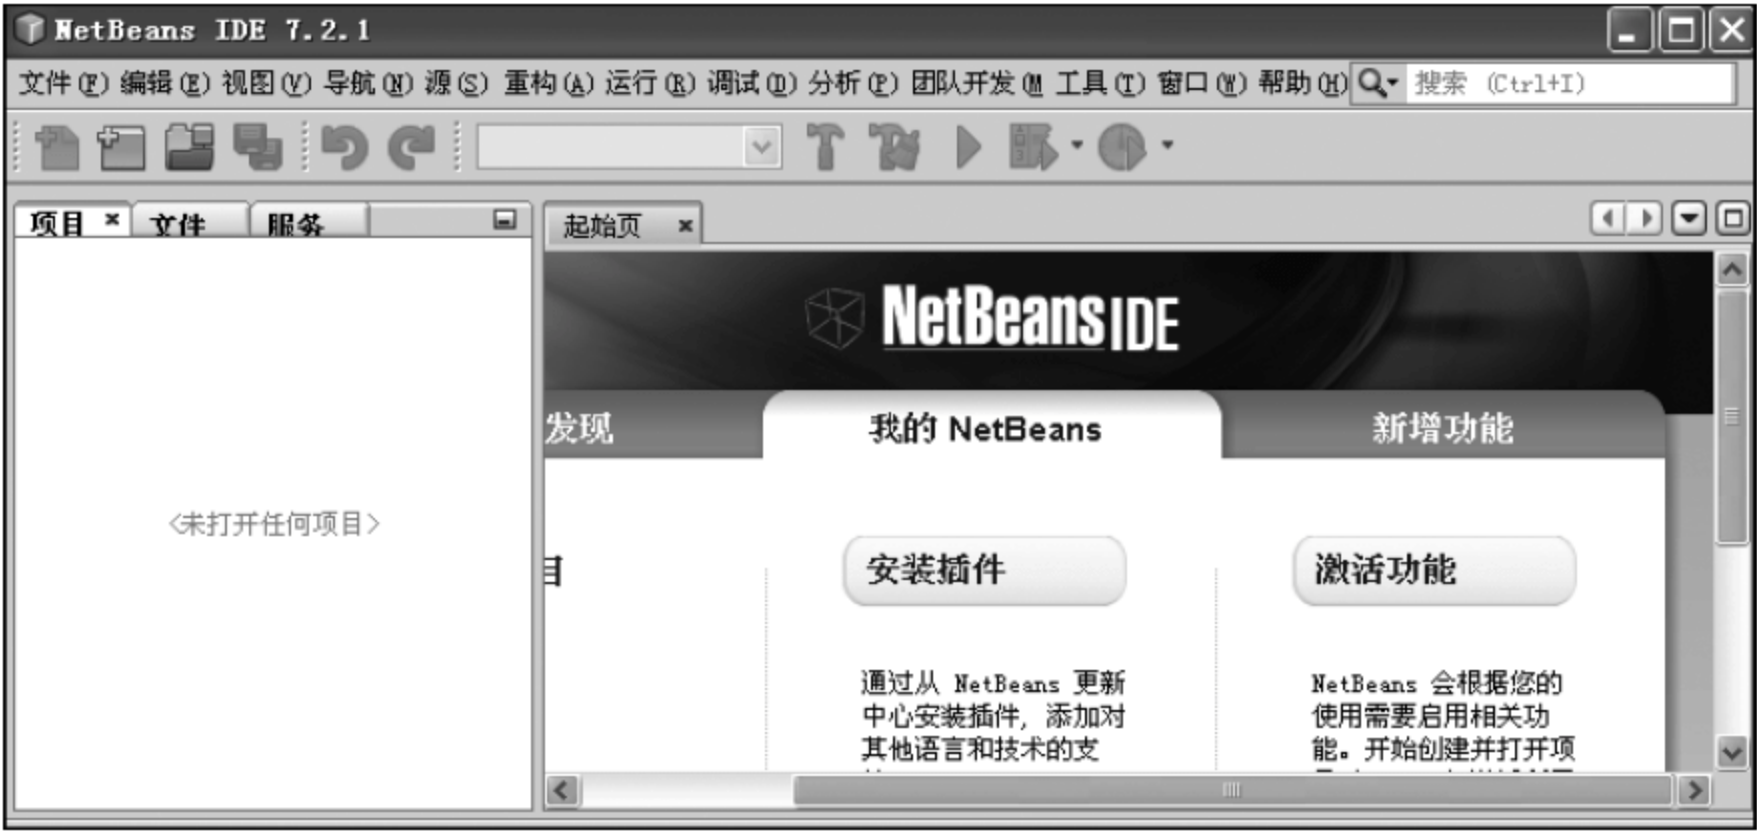 NetBeans IDE 7.2.1
文件(F) 编辑(E) 视图(V) 导航(N) 源(S) 重构(A) 运行(R) 调试(D) 分析(P) 团队开发(M 工具(T) 窗口(W) 帮助(H) 搜索 (Ctrl+I)
项目 文件 服务
起始页
NetBeans IDE
发现 我的 NetBeans 新增功能
<未打开任何项目>
目 安装插件 激活功能
通过从 NetBeans 更新
中心安装插件, 添加对
其他语言和技术的支
NetBeans 会根据您的
使用需要启用相关功
能。开始创建并打开项